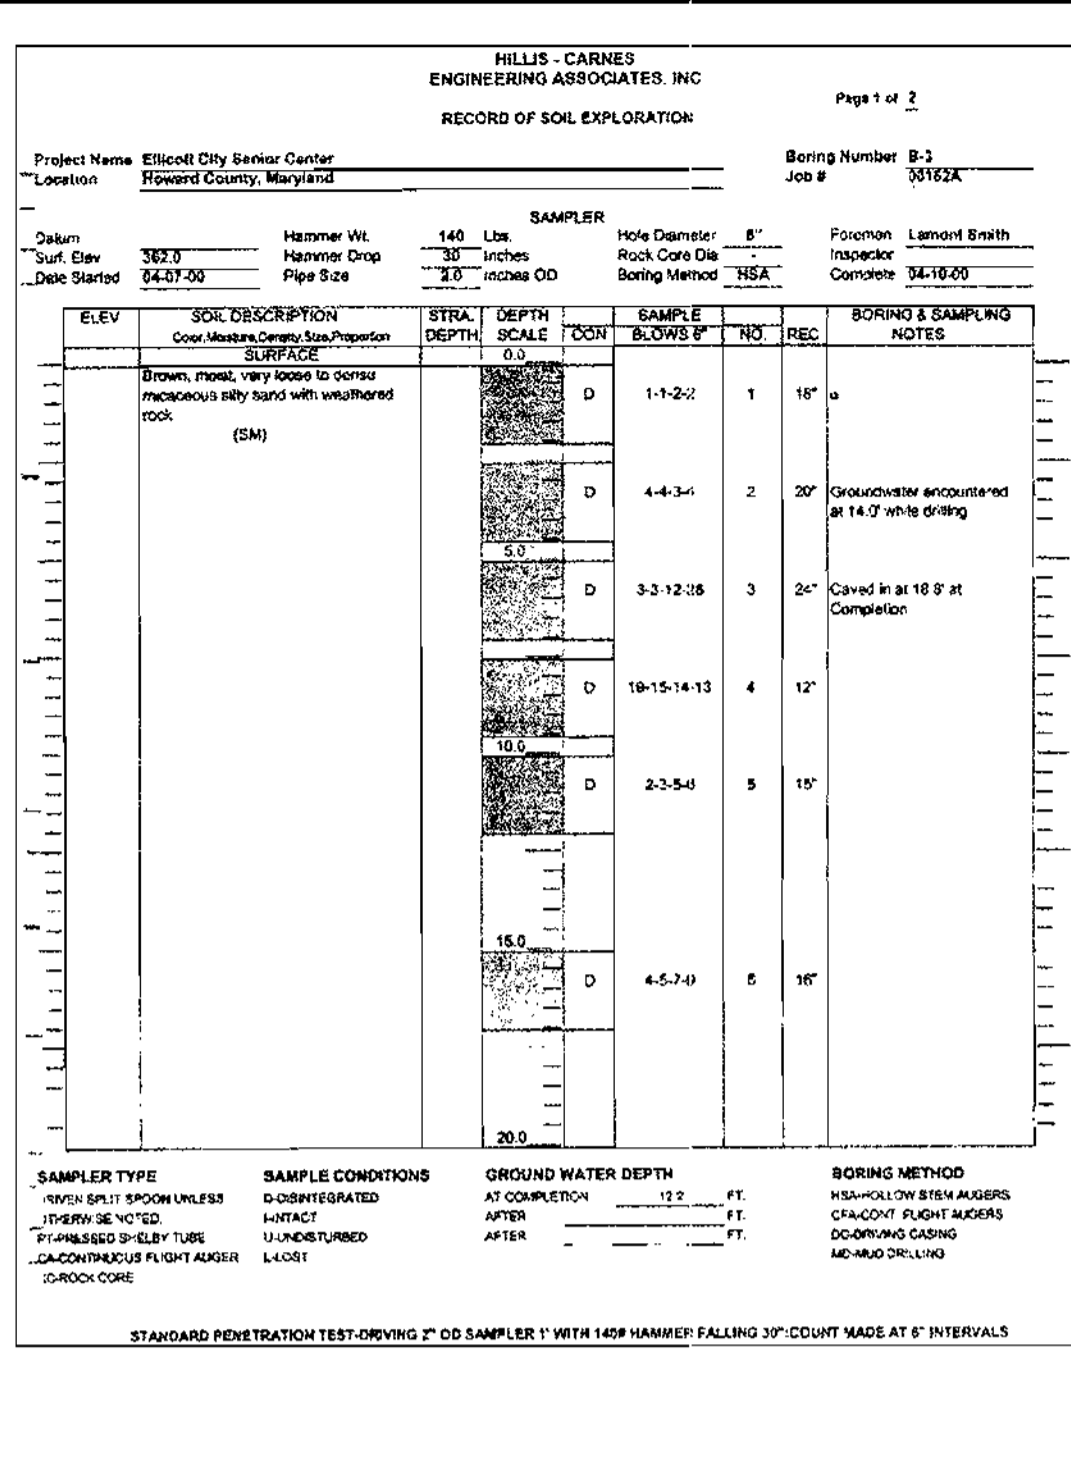 HILLIS - CARNES
ENGINEERING ASSOCIATES, INC
Page 1 of 2
RECORD OF SOIL EXPLORATION
Project Name Ellicott City Senior Center Boring Number
Location Howard County, Maryland Job # 00162A
SAMPLER
Datum Hammer Wt. 140 Lbs. Hole Diameter 8" Foreman Lamont Smith
Surf. Elev 362.0 Hammer Drop 30 Inches Rock Core Dia - Inspector
Date Started 04-07-00 Pipe Size 2.0 Inches OD Boring Method HSA Complete 04-10-00
ELEV SOIL DESCRIPTION STRA. DEPTH SAMPLE BORING & SAMPLING
Color, Moisture, Density, Size, Proportion DEPTH SCALE CON BLOWS 6" NO. REC NOTES
SURFACE 0.0
Brown, moist, very loose to dense
micaceous silty sand with weathered
rock
(SM)
D 1-1-2-2 1 18"
D 2 20" Groundwater encountered
at 14.0' while drilling
5.0
D 3 24" Caved in at 18.8' at
Completion
D 4 12"
10.0
D 5 15"
15.0
D 6 16"
20.0
SAMPLER TYPE SAMPLE CONDITIONS GROUND WATER DEPTH BORING METHOD
DRIVEN SPLIT SPOON UNLESS D-DISINTEGRATED AT COMPLETION 12.2 FT. HSA-HOLLOW STEM AUGERS
OTHERWISE NOTED. I-INTACT AFTER FT. CFA-CONT. FLIGHT AUGERS
PT-PRESSED SHELBY TUBE U-UNDISTURBED AFTER FT. DC-DRIVING CASING
CA-CONTINUOUS FLIGHT AUGER L-LOST MD-MUD DRILLING
RC-ROCK CORE
STANDARD PENETRATION TEST-DRIVING 2" OD SAMPLER 1' WITH 140# HAMMER FALLING 30":COUNT MADE AT 6" INTERVALS